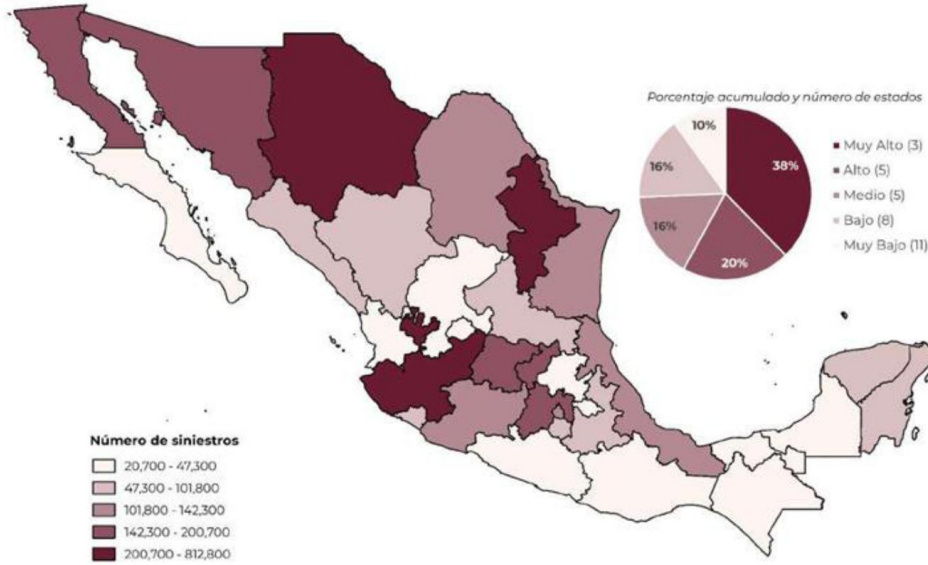 Porcentaje acumulado y número de estados
10%
38%
16%
16%
20%
Muy Alto (3)
Alto (5)
Medio (5)
Bajo (8)
Muy Bajo (11)
Número de siniestros
20,700 - 47,300
47,300 - 101,800
101,800 - 142,300
142,300 - 200,700
200,700 - 812,800